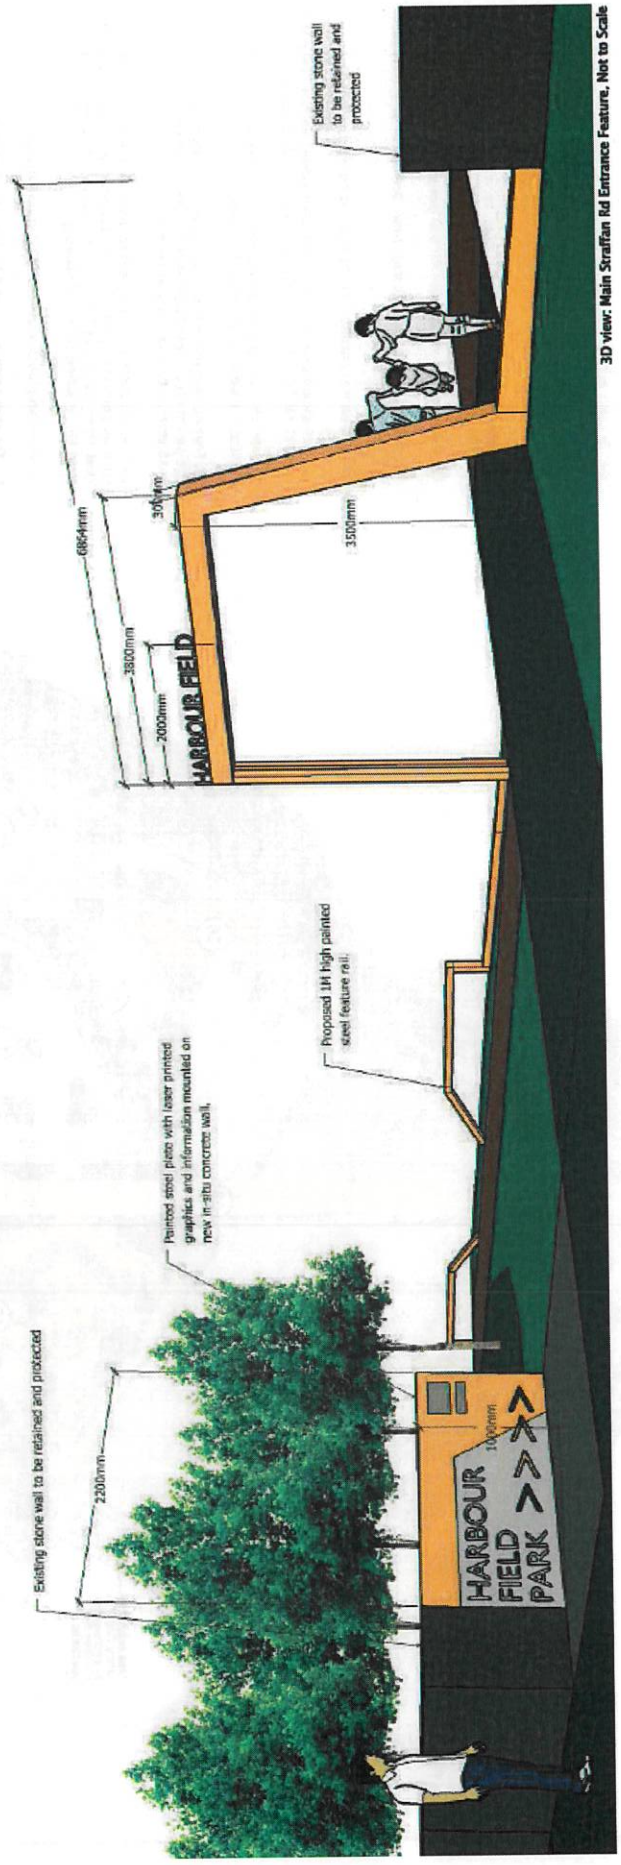 Existing stone wall to be retained and protected
2200mm
Painted steel plate with laser printed
graphics and information mounted on
new in-situ concrete wall.
Proposed 1M high painted
steel feature rail.
6864mm
3800mm
2000mm
300mm
3500mm
HARBOUR FIELD
Existing stone wall
to be retained and
protected
HARBOUR
FIELD
PARK >>>>
1000mm
3D view: Main Straffan Rd Entrance Feature, Not to Scale